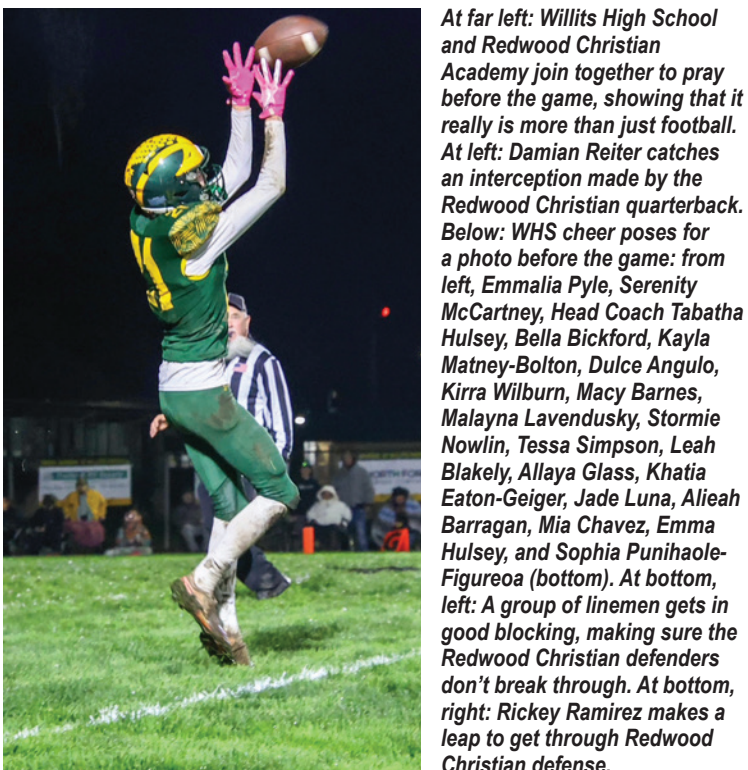 At far left: Willits High School
and Redwood Christian
Academy join together to pray
before the game, showing that it
really is more than just football.
At left: Damian Reiter catches
an interception made by the
Redwood Christian quarterback.
Below: WHS cheer poses for
a photo before the game: from
left, Emmalia Pyle, Serenity
McCartney, Head Coach Tabatha
Hulsey, Bella Bickford, Kayla
Matney-Bolton, Dulce Angulo,
Kirra Wilburn, Macy Barnes,
Malayna Lavendusky, Stormie
Nowlin, Tessa Simpson, Leah
Blakely, Allaya Glass, Khatia
Eaton-Geiger, Jade Luna, Alieah
Barragan, Mia Chavez, Emma
Hulsey, and Sophia Punihaole-
Figureoa (bottom). At bottom,
left: A group of linemen gets in
good blocking, making sure the
Redwood Christian defenders
don't break through. At bottom,
right: Rickey Ramirez makes a
leap to get through Redwood
Christian defense.
ORTH FOR